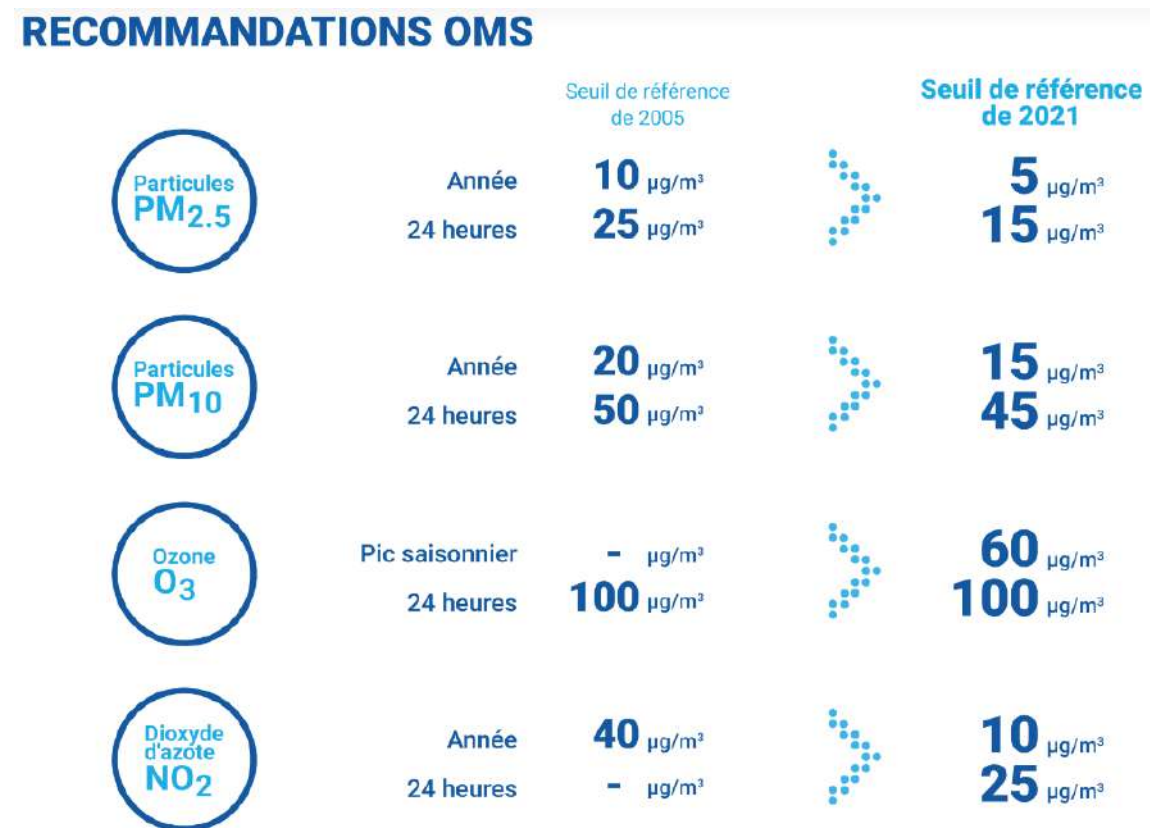 RECOMMANDATIONS OMS
Seuil de référence
de 2005
Seuil de référence
de 2021
Particules
PM2.5
Année 10 µg/m³ 5 µg/m³
24 heures 25 µg/m³ 15 µg/m³
Particules
PM10
Année 20 µg/m³ 15 µg/m³
24 heures 50 µg/m³ 45 µg/m³
Ozone
O3
Pic saisonnier - µg/m³ 60 µg/m³
24 heures 100 µg/m³ 100 µg/m³
Dioxyde
d'azote
NO2
Année 40 µg/m³ 10 µg/m³
24 heures - µg/m³ 25 µg/m³